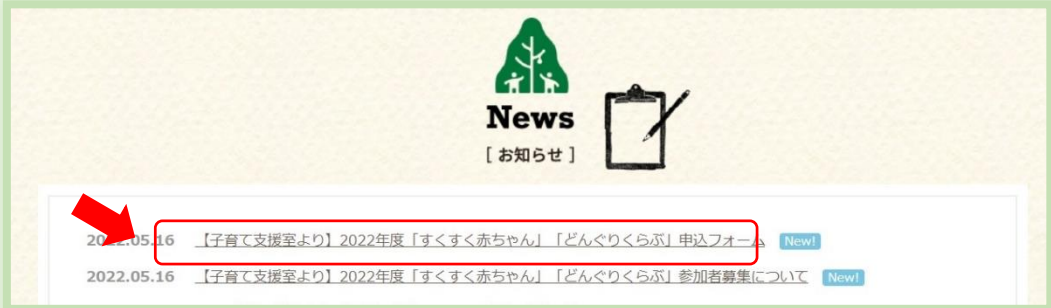 News
[ お知らせ ]
2022.05.16 【子育て支援室より】2022年度「すくすく赤ちゃん」「どんぐりくらぶ」申込フォーム New!
2022.05.16 【子育て支援室より】2022年度「すくすく赤ちゃん」「どんぐりくらぶ」参加者募集について New!